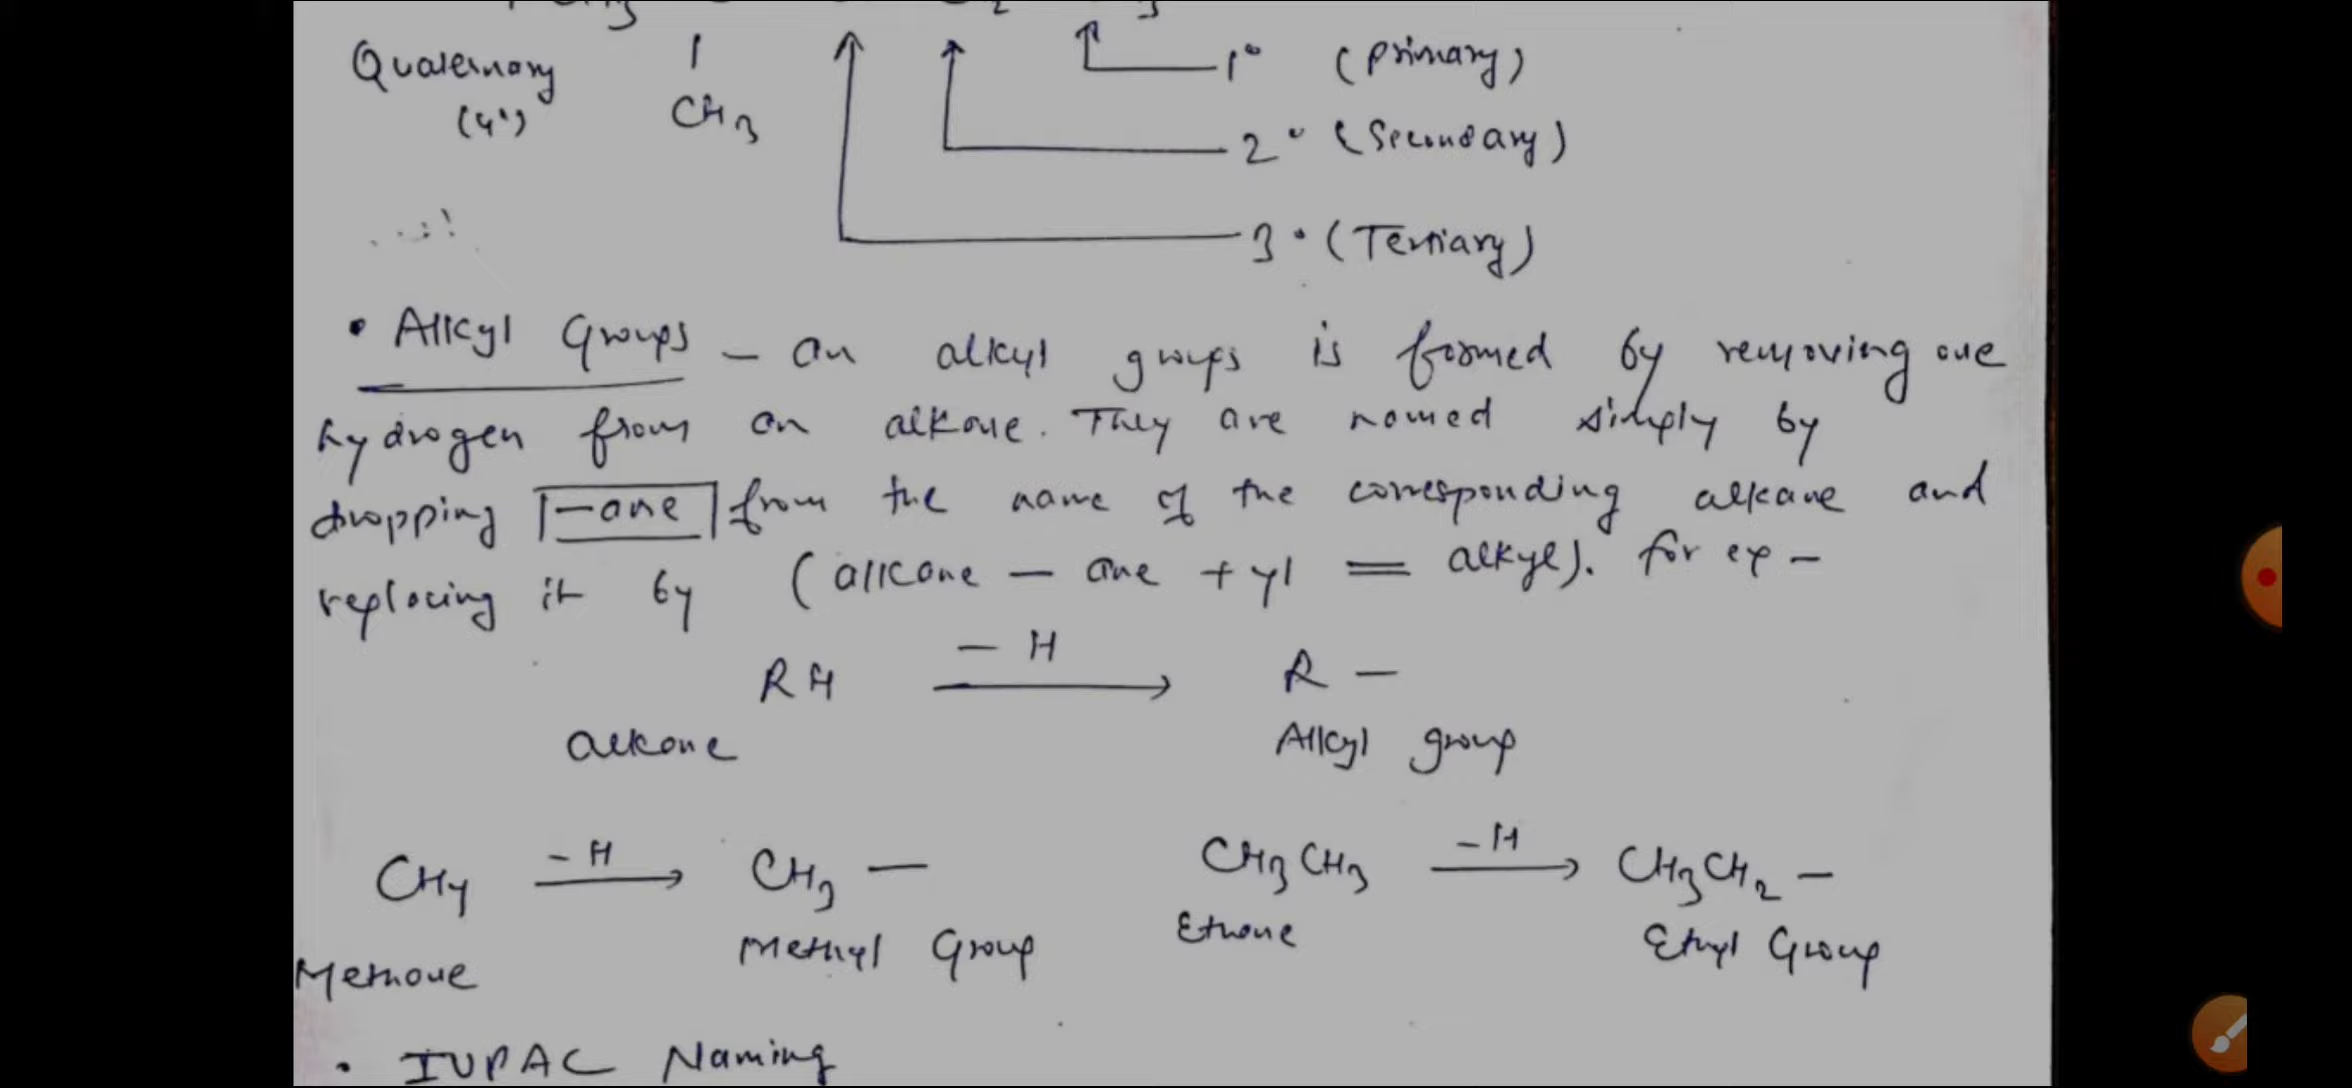 Quaternary
(4°)
CH3
1° (Primary)
2° (Secondary)
3° (Tertiary)
• Alkyl Groups - an alkyl groups is formed by removing one
hydrogen from an alkane. They are named simply by
dropping |-ane| from the name of the corresponding alkane and
replacing it by (alkane - ane + yl = alkyl). for ex -
RH - H → R -
alkane Alkyl group
CH4 - H → CH3 - CH3CH3 - H → CH3CH2 -
Methane Methyl Group Ethane Ethyl Group
• IUPAC Naming